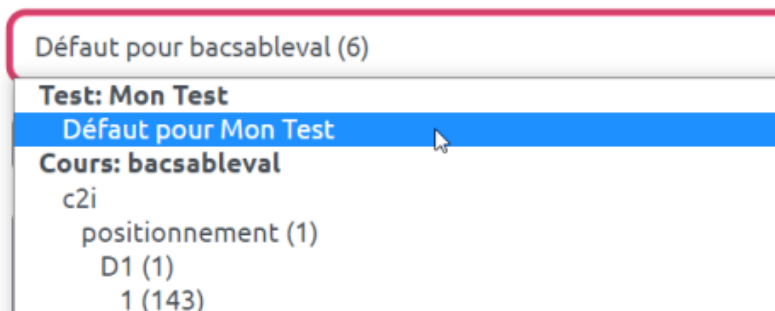 Défaut pour bacsableval (6)
Test: Mon Test
Défaut pour Mon Test
Cours: bacsableval
c2i
positionnement (1)
D1 (1)
1 (143)